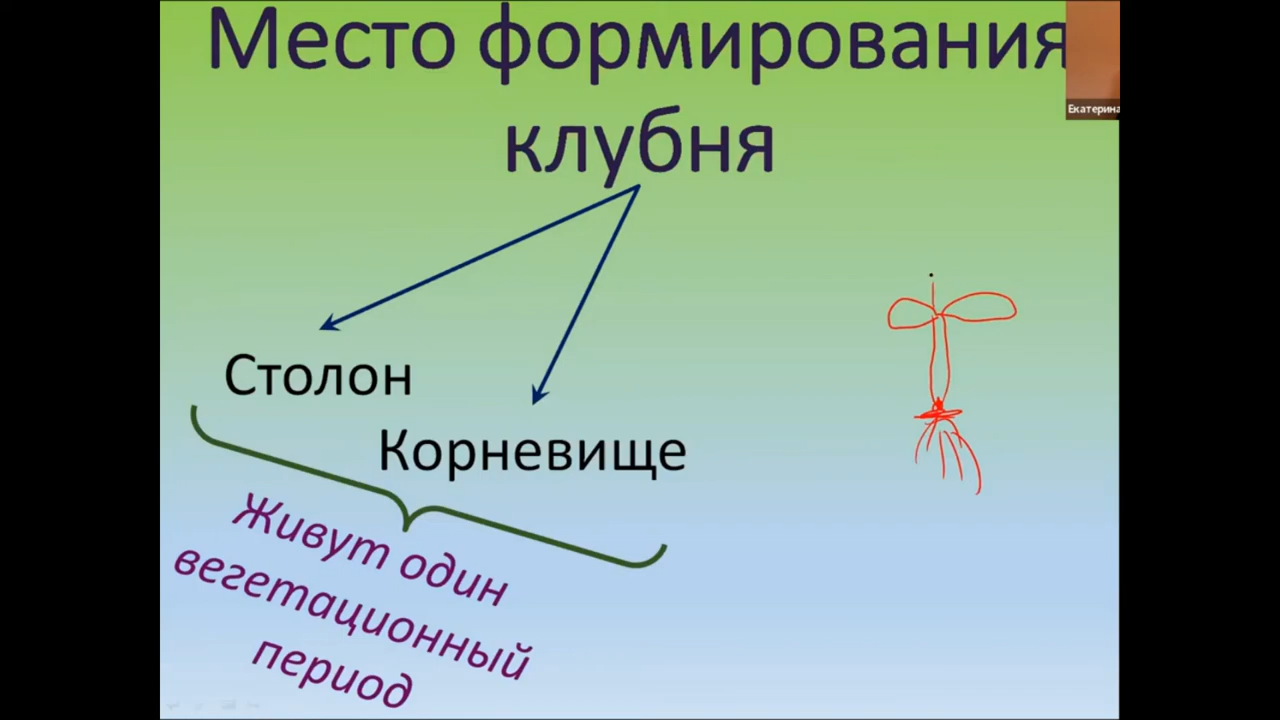 Место формирования
клубня
Екатерина
Столон
Корневище
Живут один
вегетационный
период